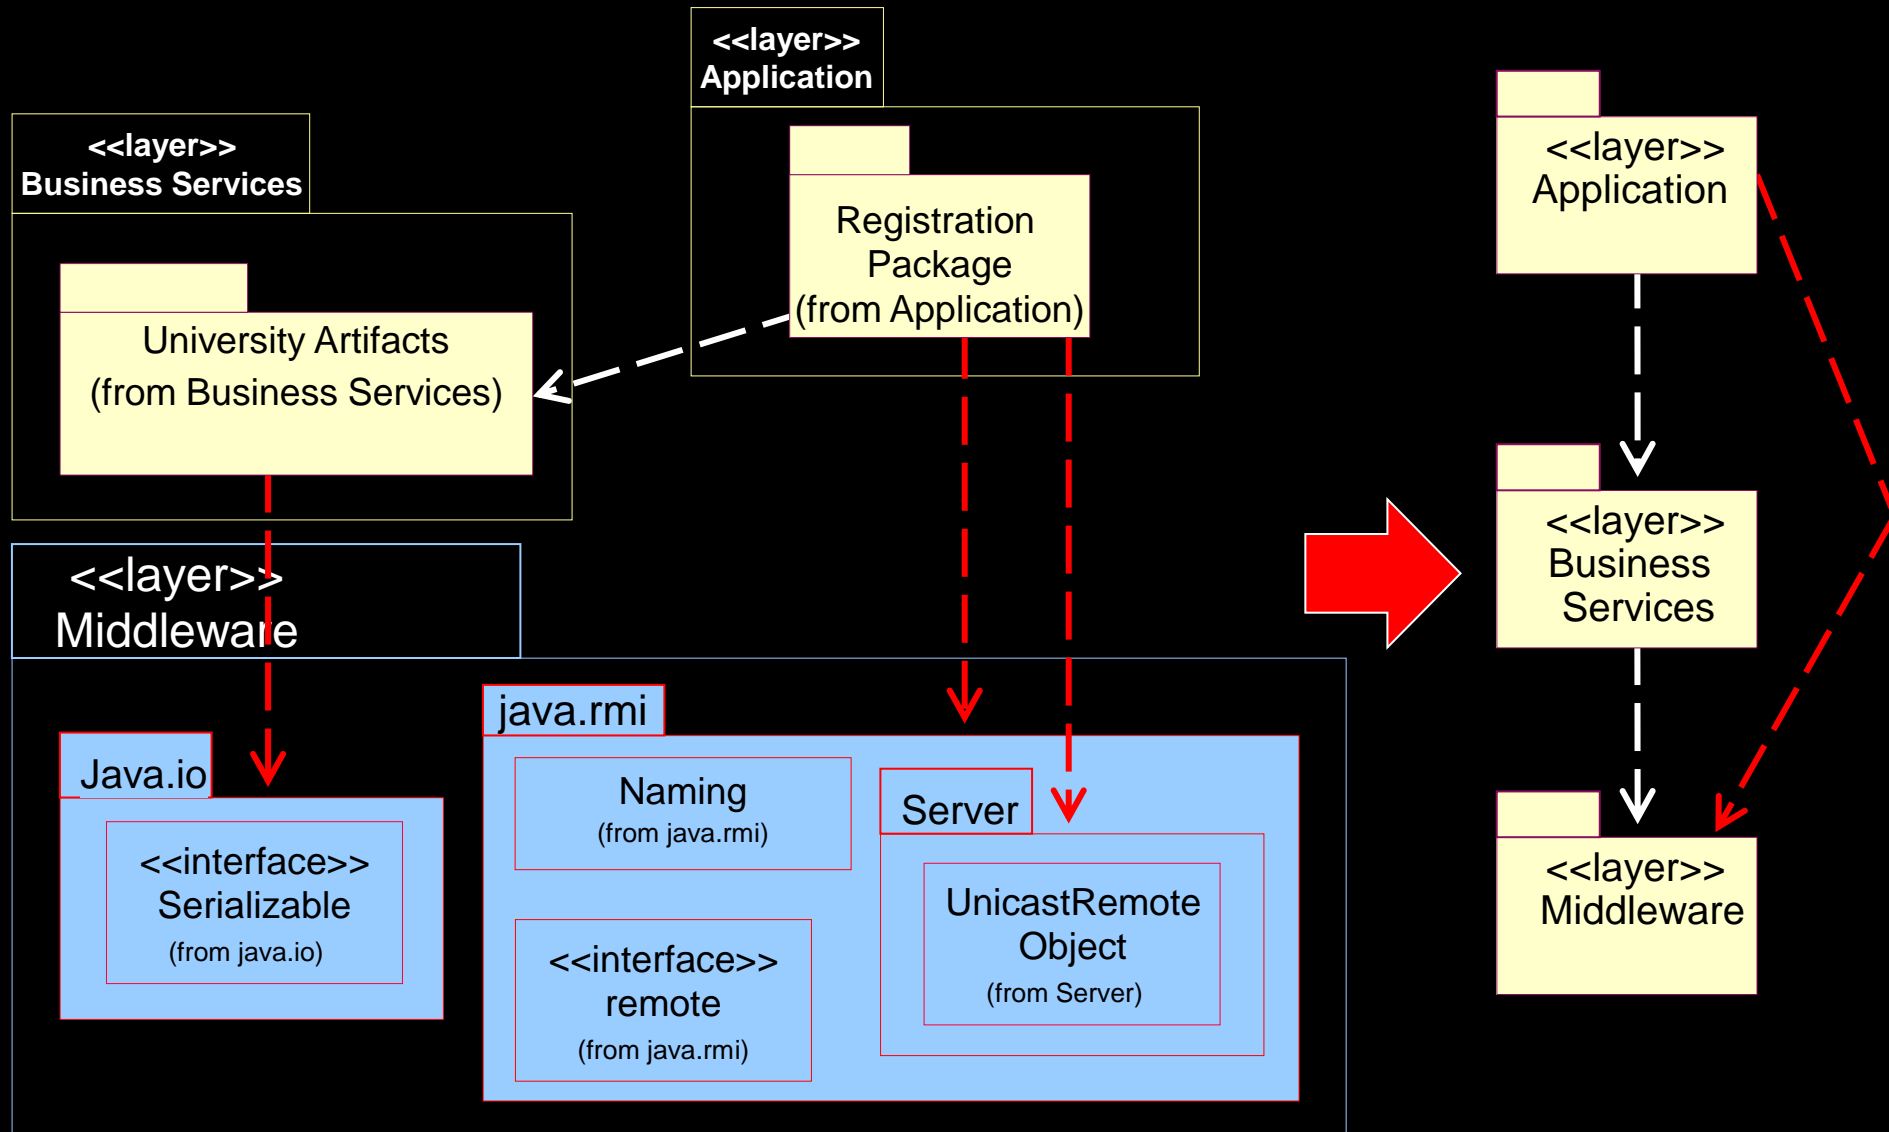 <<layer>>
Application
<<layer>>
Business Services
Registration
Package
(from Application)
University Artifacts
(from Business Services)
<<layer>>
Middleware
Java.io
<<interface>>
Serializable
(from java.io)
java.rmi
Naming
(from java.rmi)
<<interface>>
remote
(from java.rmi)
Server
UnicastRemote
Object
(from Server)
<<layer>>
Application
<<layer>>
Business
Services
<<layer>>
Middleware